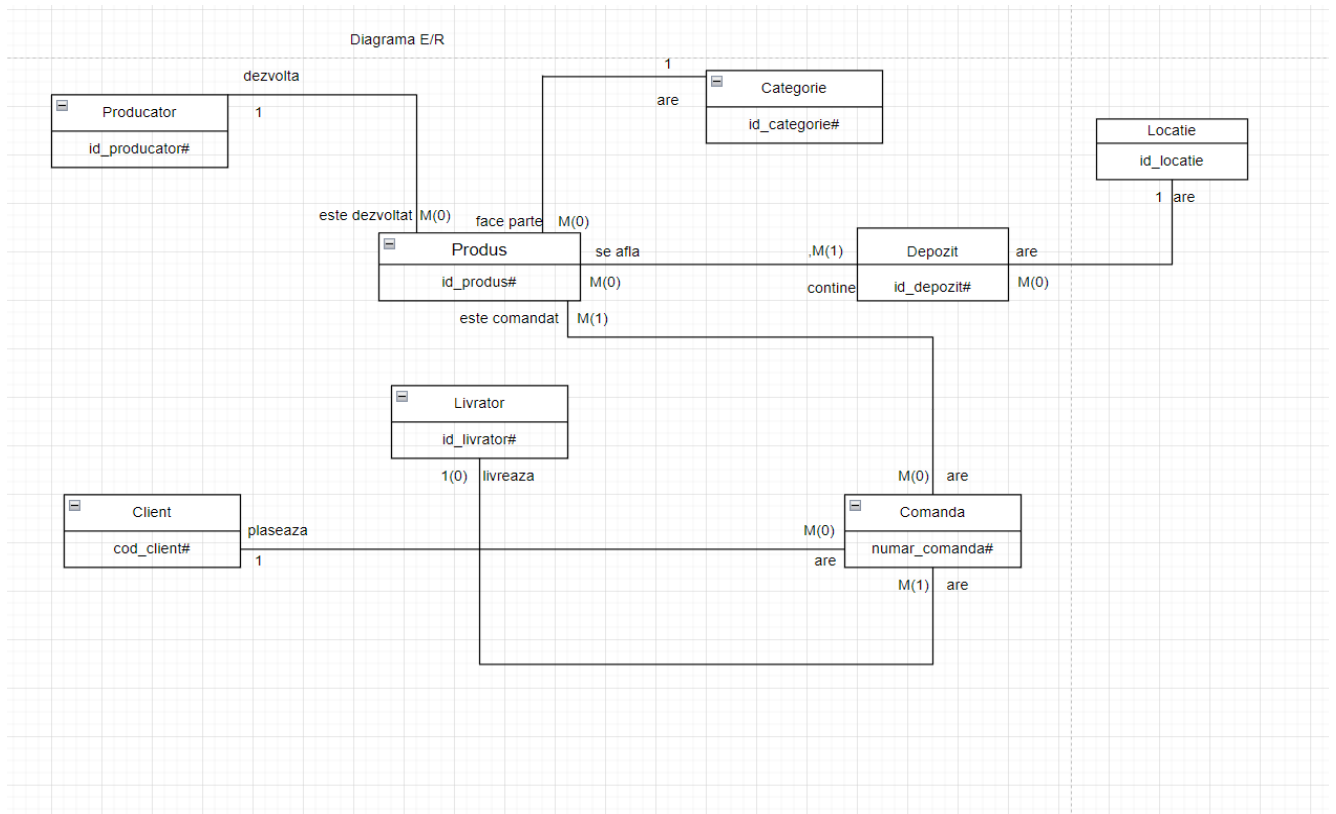 Diagrama E/R
dezvolta
1
Producator
id_producator#
1
are
Categorie
id_categorie#
Locatie
id_locatie
1 are
este dezvoltat M(0)
face parte M(0)
Produs
id_produs#
se afla
M(0)
,M(1)
contine
Depozit
id_depozit#
are
M(0)
este comandat M(1)
Livrator
id_livrator#
1(0) livreaza
M(0) are
Client
cod_client#
plaseaza
1
M(0)
are
Comanda
numar_comanda#
M(1) are